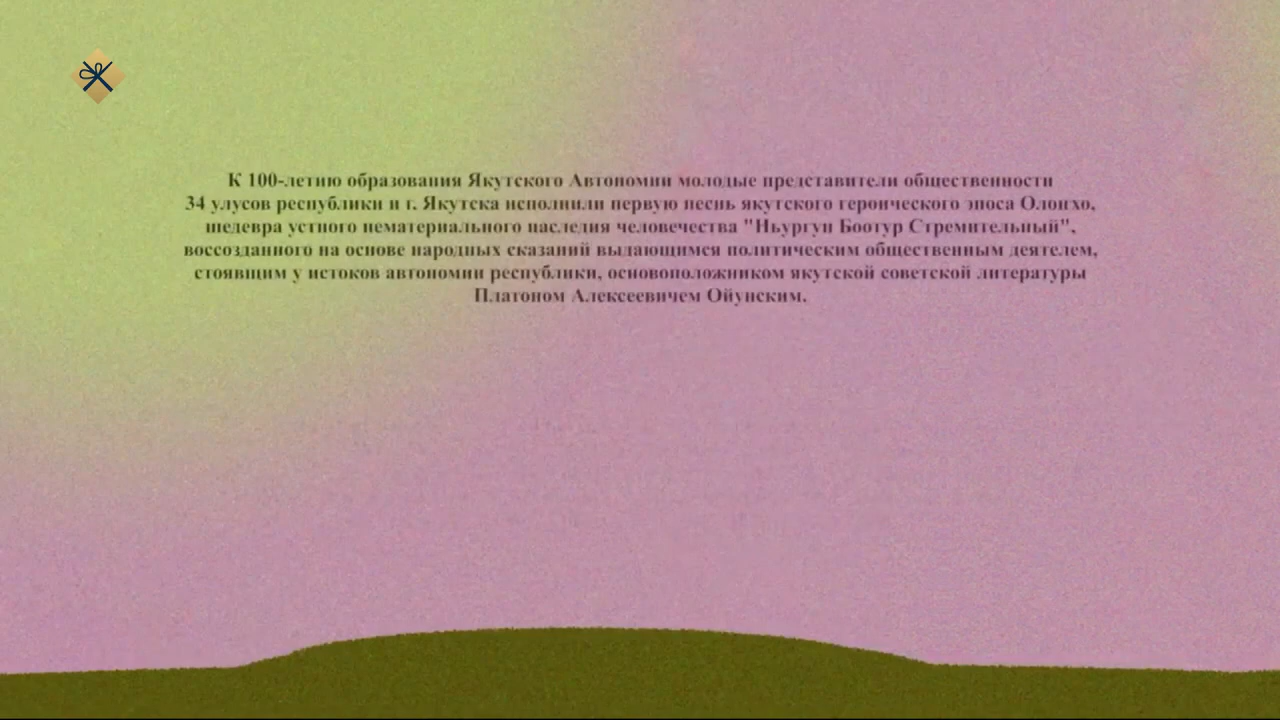 К 100-летию образования Якутского Автономии молодые представители общественности
34 улусов республики и г. Якутска исполнили первую песнь якутского героического эпоса Олонхо,
шедевра устного нематериального наследия человечества "Ньургун Боотур Стремительный",
воссозданного на основе народных сказаний выдающимся политическим общественным деятелем,
стоявшим у истоков автономии республики, основоположником якутской советской литературы
Платоном Алексеевичем Ойунским.